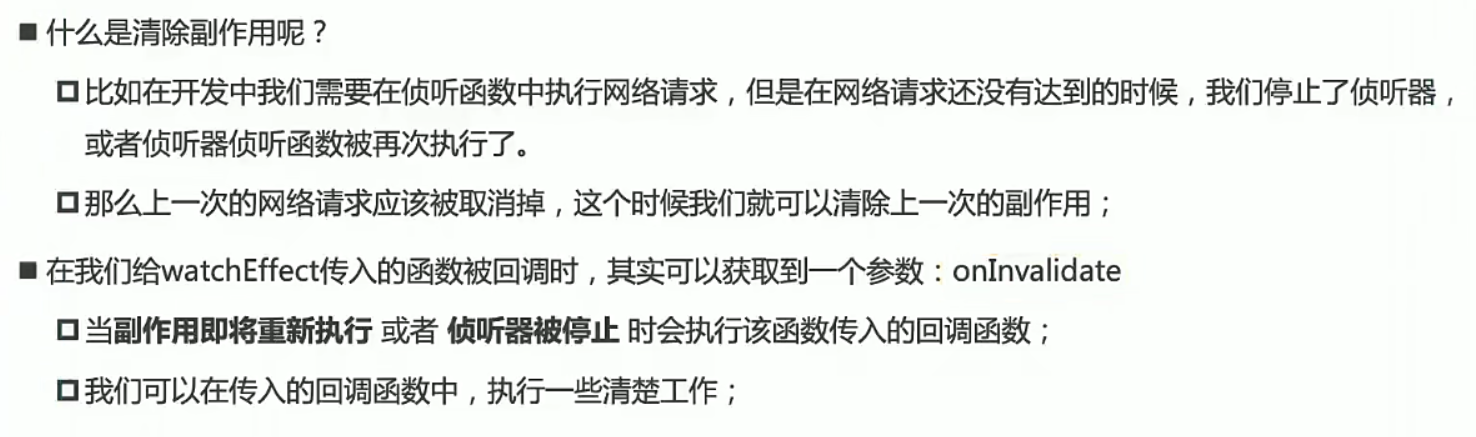 ■ 什么是清除副作用呢？
□ 比如在开发中我们需要在侦听函数中执行网络请求，但是在网络请求还没有达到的时候，我们停止了侦听器，
或者侦听器侦听函数被再次执行了。
□ 那么上一次的网络请求应该被取消掉，这个时候我们就可以清除上一次的副作用；
■ 在我们给watchEffect传入的函数被回调时，其实可以获取到一个参数：onInvalidate
□ 当副作用即将重新执行 或者 侦听器被停止 时会执行该函数传入的回调函数；
□ 我们可以在传入的回调函数中，执行一些清楚工作；